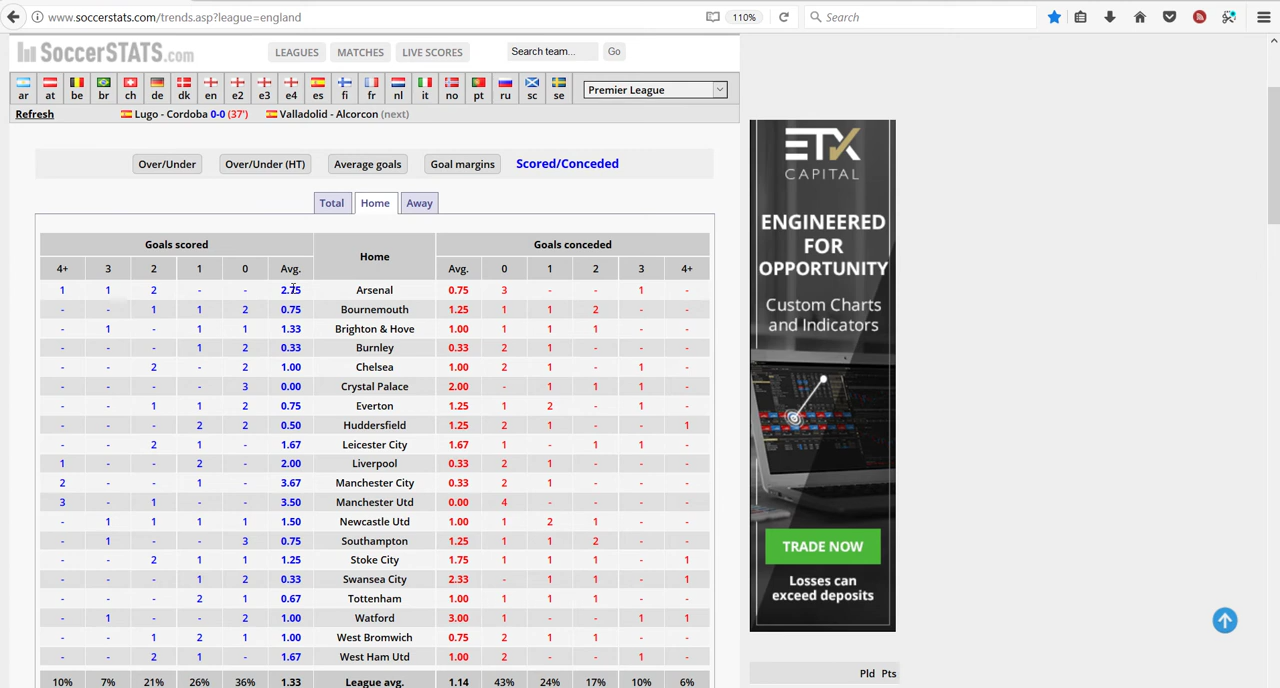 www.soccerstats.com/trends.asp?league=england
110%
Search
SoccerSTATS.com
LEAGUES MATCHES LIVE SCORES Search team... Go
ar at be br ch de dk en e2 e3 e4 es fi fr nl it no pt ru sc se Premier League
Refresh Lugo - Cordoba 0-0 (37') Valladolid - Alcorcon (next)
Over/Under Over/Under (HT) Average goals Goal margins Scored/Conceded
Total Home Away
Goals scored Home Goals conceded
4+ 3 2 1 0 Avg. Avg. 0 1 2 3 4+
1 1 2 - - 2.75 Arsenal 0.75 3 - - 1 -
- - 1 1 2 0.75 Bournemouth 1.25 1 1 2 - -
- 1 - 1 1 1.33 Brighton & Hove 1.00 1 1 1 - -
- - - 1 2 0.33 Burnley 0.33 2 1 - - -
- - 2 - 2 1.00 Chelsea 1.00 2 1 - 1 -
- - - - 3 0.00 Crystal Palace 2.00 - 1 1 1 -
- - 1 1 2 0.75 Everton 1.25 1 2 - 1 -
- - - 2 2 0.50 Huddersfield 1.25 2 1 - - 1
- - 2 1 - 1.67 Leicester City 1.67 1 - 1 1 -
1 - - 2 - 2.00 Liverpool 0.33 2 1 - - -
2 - - 1 - 3.67 Manchester City 0.33 2 1 - - -
3 - 1 - - 3.50 Manchester Utd 0.00 4 - - - -
- 1 1 1 1 1.50 Newcastle Utd 1.00 1 2 1 - -
- 1 - - 3 0.75 Southampton 1.25 1 1 2 - -
- - 2 1 1 1.25 Stoke City 1.75 1 1 1 - 1
- - - 1 2 0.33 Swansea City 2.33 - 1 1 - 1
- - - 2 1 0.67 Tottenham 1.00 1 1 1 - -
- 1 - - 2 1.00 Watford 3.00 1 - - 1 1
- - 1 2 1 1.00 West Bromwich 0.75 2 1 1 - -
- - 2 1 - 1.67 West Ham Utd 1.00 2 - - 1 -
10% 7% 21% 26% 36% 1.33 League avg. 1.14 43% 24% 17% 10% 6%
ETX
CAPITAL
ENGINEERED
FOR
OPPORTUNITY
Custom Charts
and Indicators
TRADE NOW
Losses can
exceed deposits
Pld Pts